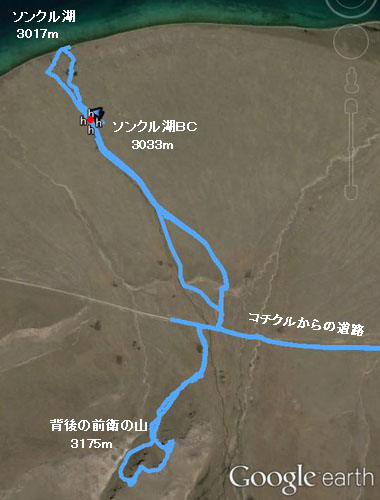 ソンクル湖
3017m
h
h h
h
ソンクル湖BC
3033m
コチクルからの道路
背後の前衛の山
3175m
Google earth